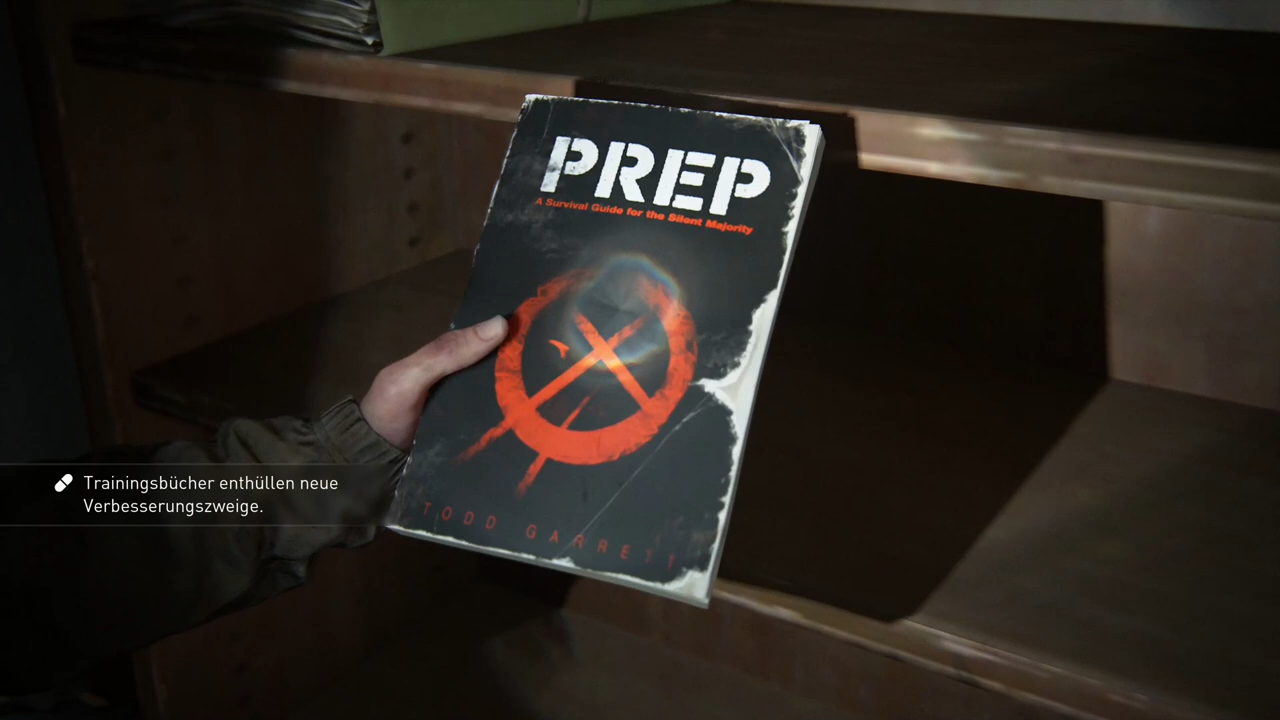 PREP
A Survival Guide for the Silent Majority
TODD GARRETT
Trainingsbücher enthüllen neue
Verbesserungszweige.